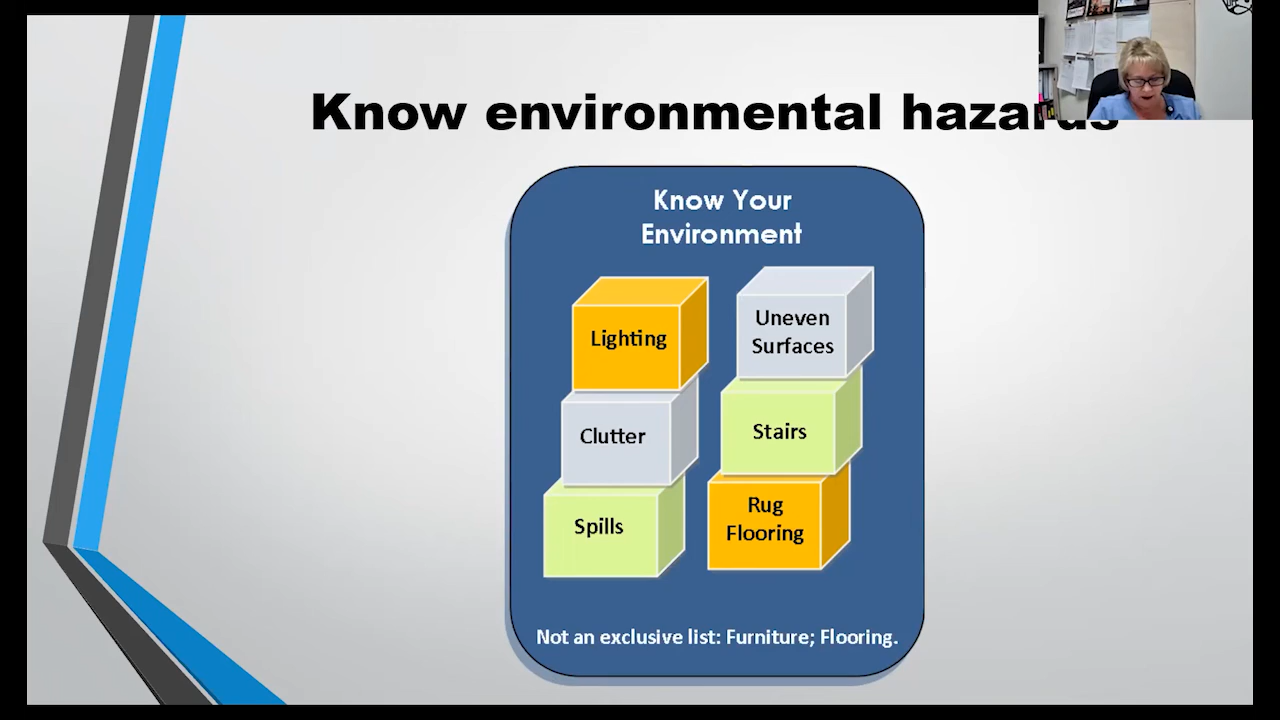 Know environmental hazards
Know Your
Environment
Lighting
Uneven
Surfaces
Clutter
Stairs
Spills
Rug
Flooring
Not an exclusive list: Furniture; Flooring.